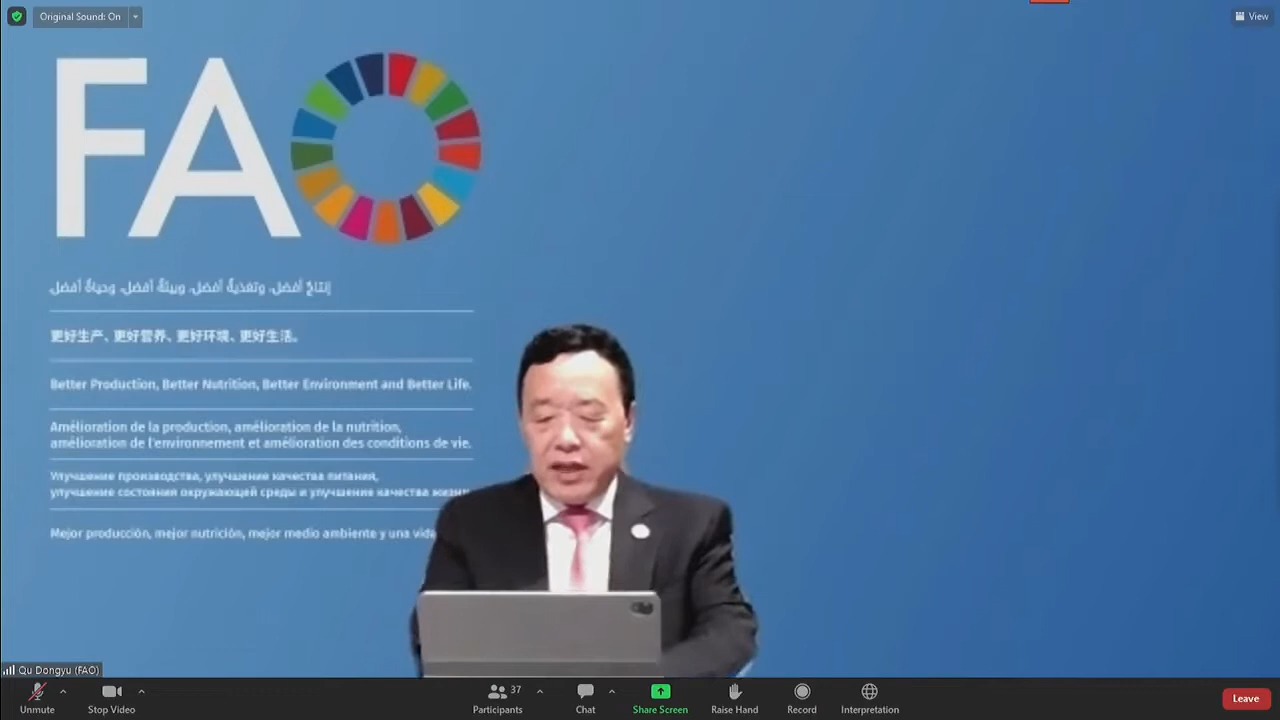 Original Sound: On
View
FAO
إنتاجٌ أفضل، وتغذيةٌ أفضل، وبيئةٌ أفضل، وحياةٌ أفضل.
更好生产、更好营养、更好环境、更好生活。
Better Production, Better Nutrition, Better Environment and Better Life.
Amélioration de la production, amélioration de la nutrition,
amélioration de l'environnement et amélioration des conditions de vie.
Улучшение производства, улучшение качества питания,
улучшение состояния окружающей среды и улучшение качества жизни
Mejor producción, mejor nutrición, mejor medio ambiente y una vida
Qu Dongyu (FAO)
Unmute
Stop Video
37
Participants
Chat
Share Screen
Raise Hand
Record
Interpretation
Leave